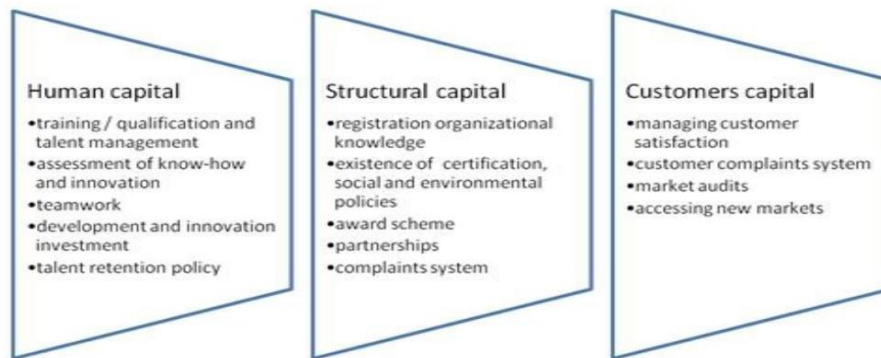 Human capital
•training / qualification and
talent management
•assessment of know-how
and innovation
•teamwork
•development and innovation
investment
•talent retention policy
Structural capital
•registration organizational
knowledge
•existence of certification,
social and environmental
policies
•award scheme
•partnerships
•complaints system
Customers capital
•managing customer
satisfaction
•customer complaints system
•market audits
•accessing new markets